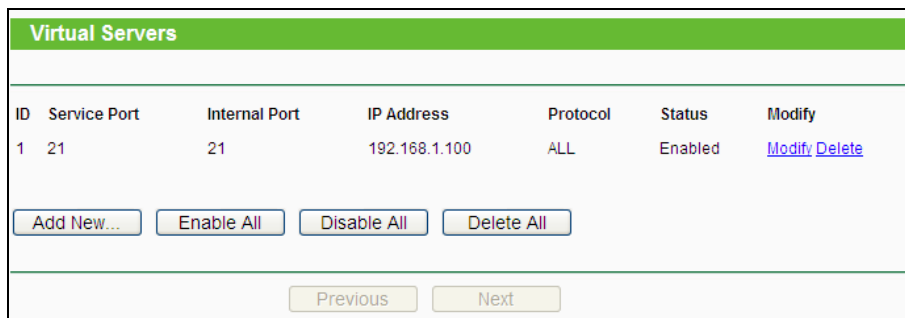 Virtual Servers
ID Service Port Internal Port IP Address Protocol Status Modify
1 21 21 192.168.1.100 ALL Enabled Modify Delete
Add New... Enable All Disable All Delete All
Previous Next